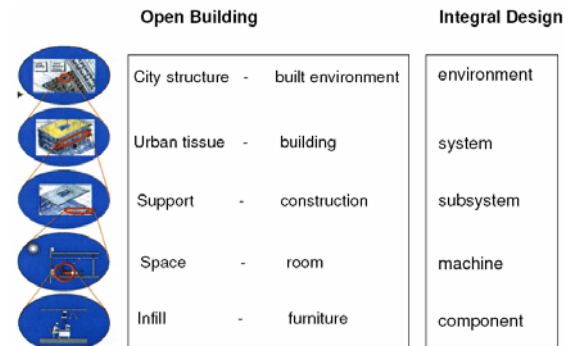 Open Building Integral Design
City structure - built environment environment
Urban tissue - building system
Support - construction subsystem
Space - room machine
Infill - furniture component